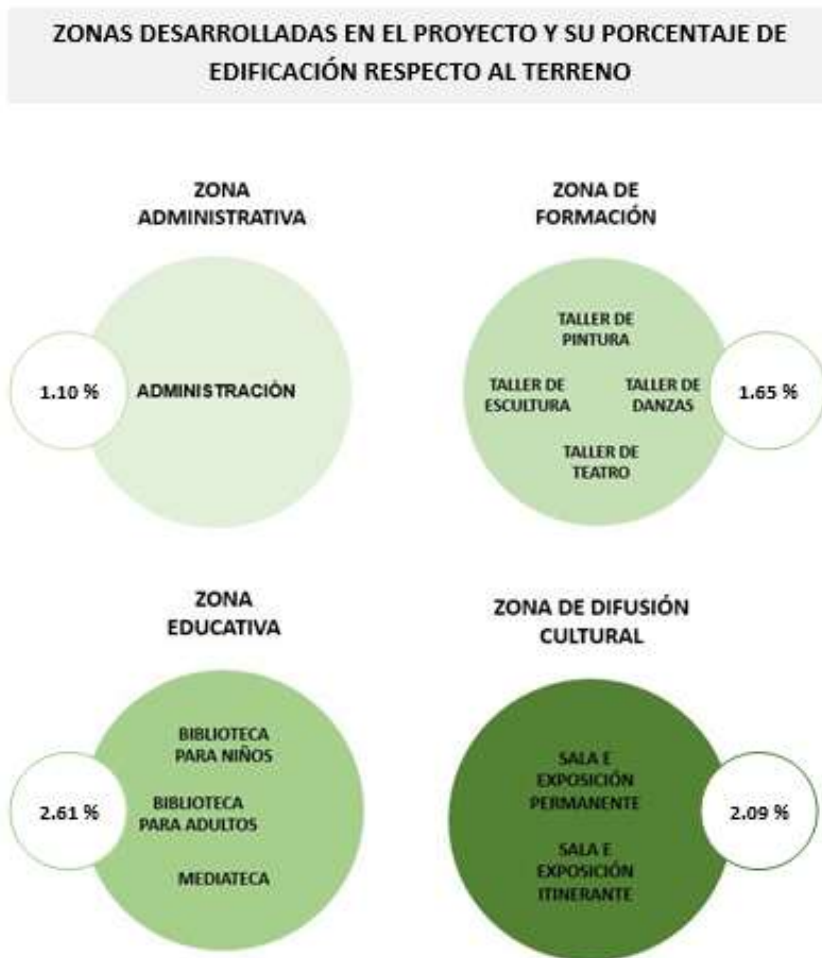 ZONAS DESARROLLADAS EN EL PROYECTO Y SU PORCENTAJE DE
EDIFICACIÓN RESPECTO AL TERRENO
ZONA
ADMINISTRATIVA
1.10 %
ADMINISTRACIÓN
ZONA DE
FORMACIÓN
TALLER DE
PINTURA
TALLER DE
ESCULTURA
TALLER DE
DANZAS
TALLER DE
TEATRO
1.65 %
ZONA
EDUCATIVA
BIBLIOTECA
PARA NIÑOS
2.61 %
BIBLIOTECA
PARA ADULTOS
MEDIATECA
ZONA DE DIFUSIÓN
CULTURAL
SALA E
EXPOSICIÓN
PERMANENTE
2.09 %
SALA E
EXPOSICIÓN
ITINERANTE